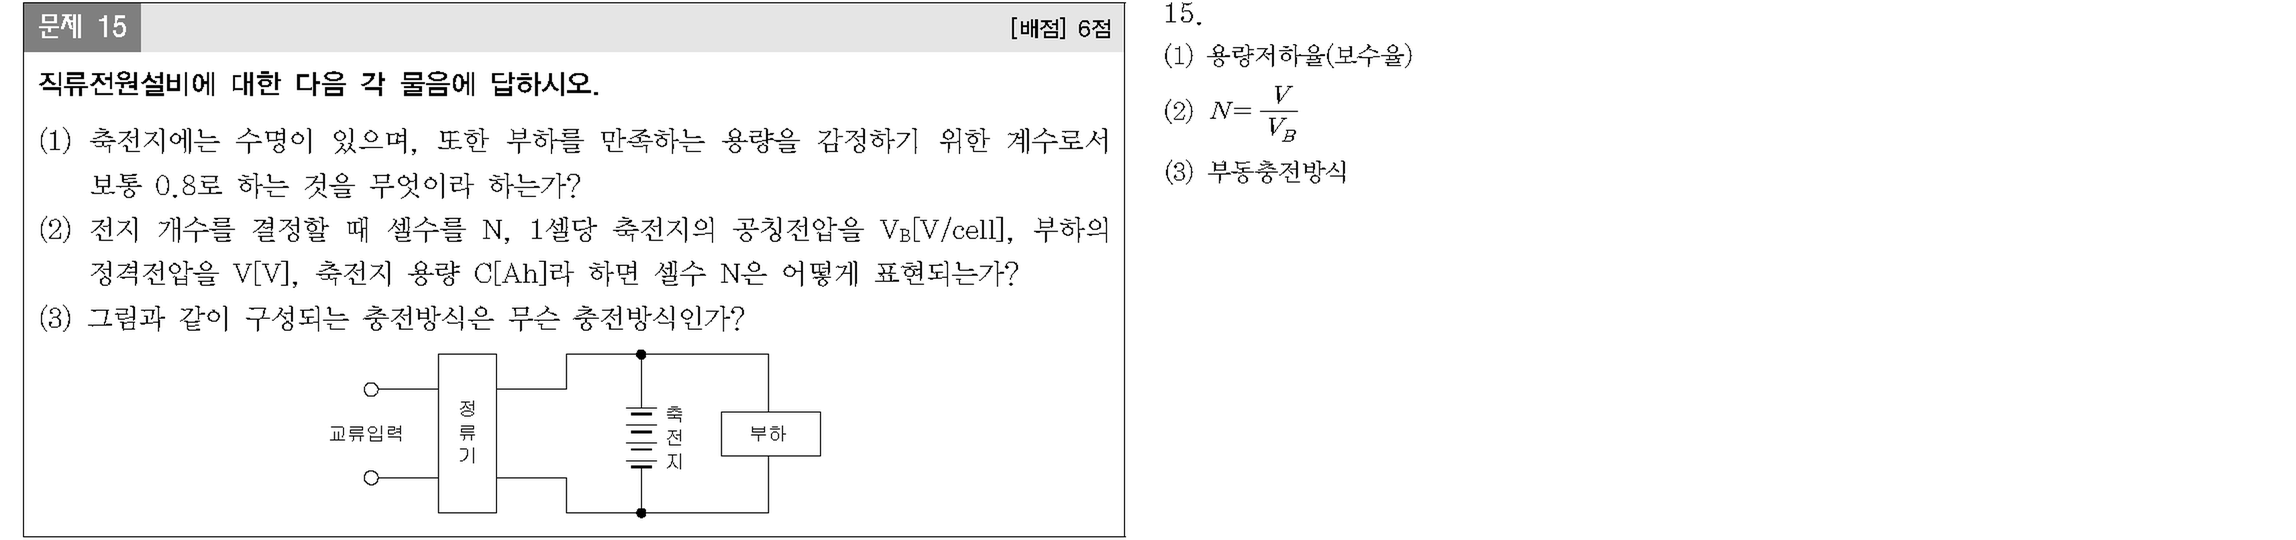 문제 15
[배점] 6점
직류전원설비에 대한 다음 각 물음에 답하시오.
(1) 축전지에는 수명이 있으며, 또한 부하를 만족하는 용량을 감정하기 위한 계수로서
보통 0.8로 하는 것을 무엇이라 하는가?
(2) 전지 개수를 결정할 때 셀수를 N, 1셀당 축전지의 공칭전압을 V_B[V/cell], 부하의
정격전압을 V[V], 축전지 용량 C[Ah]라 하면 셀수 N은 어떻게 표현되는가?
(3) 그림과 같이 구성되는 충전방식은 무슨 충전방식인가?
교류입력
정류기
축전지
부하
15.
(1) 용량저하율(보수율)
(2) N=V/V_B
(3) 부동충전방식